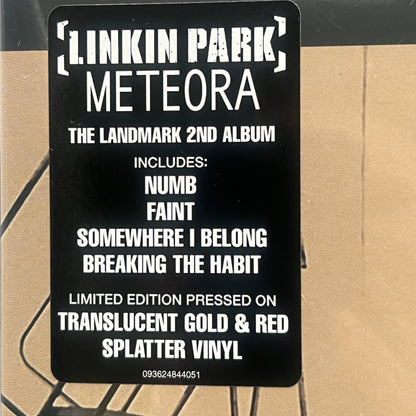 [LINKIN PARK]
METEORA
THE LANDMARK 2ND ALBUM
INCLUDES:
NUMB
FAINT
SOMEWHERE I BELONG
BREAKING THE HABIT
LIMITED EDITION PRESSED ON
TRANSLUCENT GOLD & RED
SPLATTER VINYL
093624844051